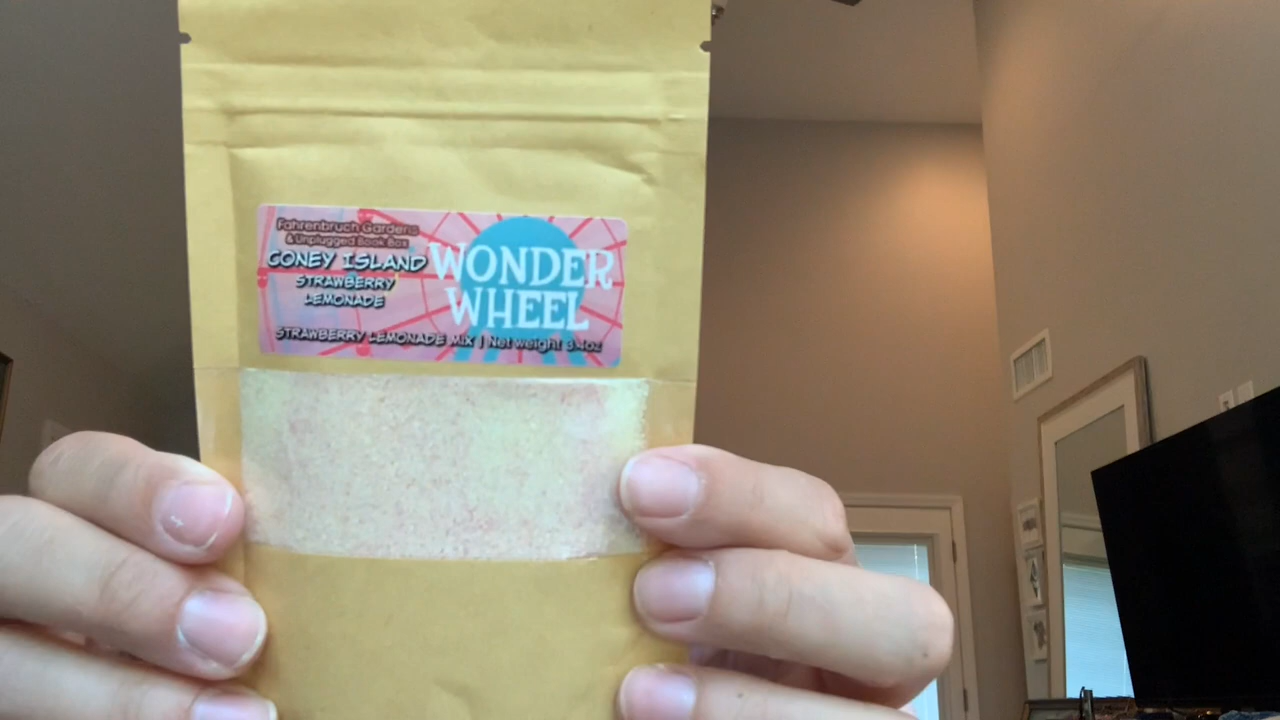 Fahrenbruch Gardens
& Unplugged Book Box
CONEY ISLAND
STRAWBERRY
LEMONADE
WONDER
WHEEL
STRAWBERRY LEMONADE Mix | Net weight 3.4oz